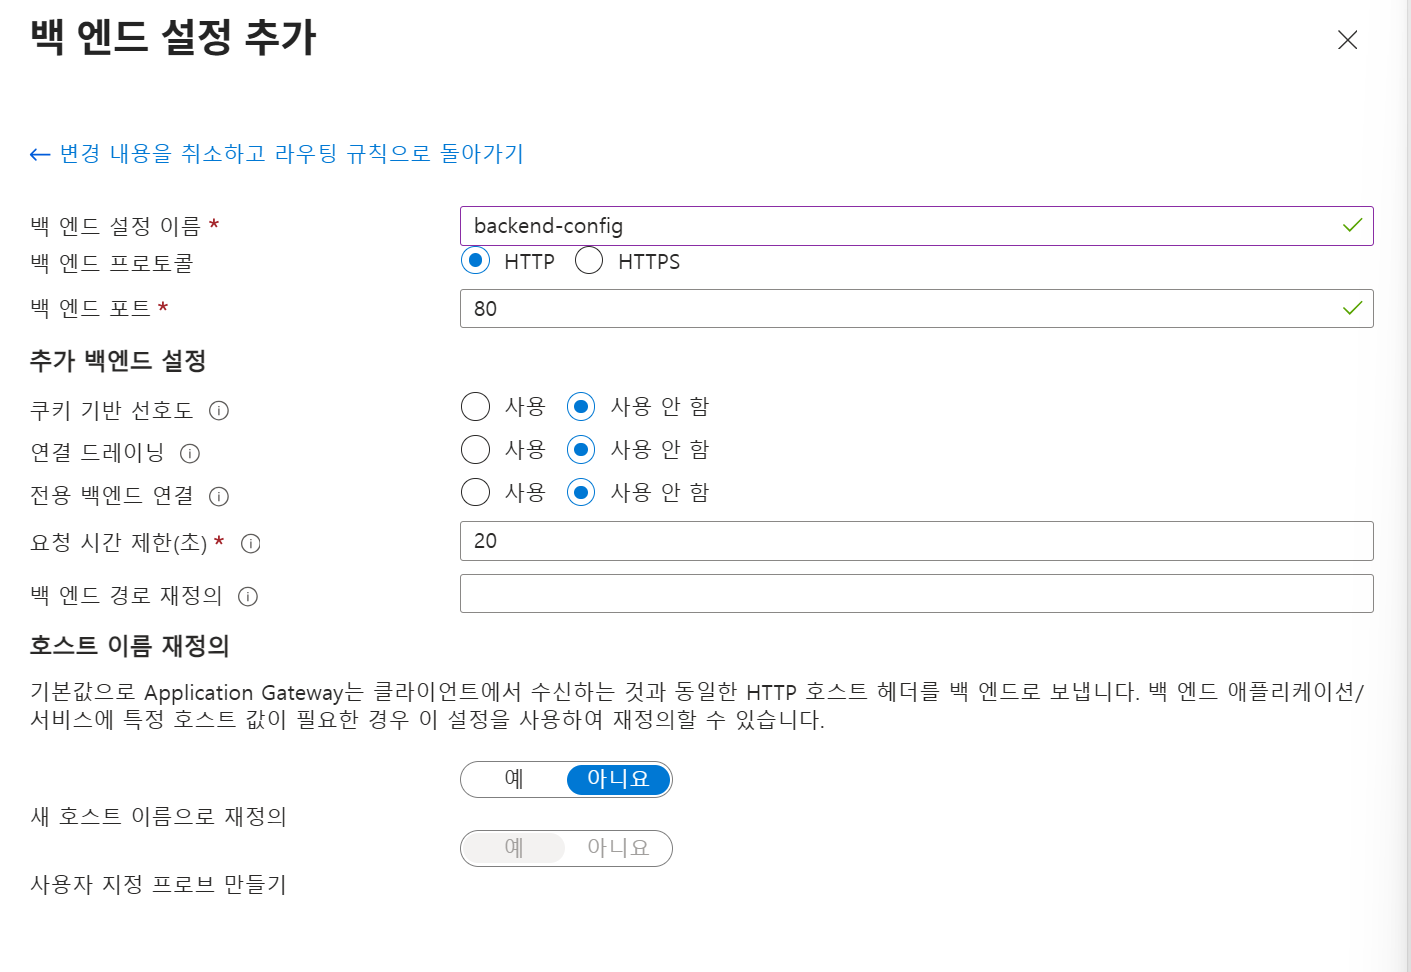 백 엔드 설정 추가
← 변경 내용을 취소하고 라우팅 규칙으로 돌아가기
백 엔드 설정 이름 * backend-config
백 엔드 프로토콜 HTTP HTTPS
백 엔드 포트 * 80
추가 백엔드 설정
쿠키 기반 선호도 사용 사용 안 함
연결 드레이닝 사용 사용 안 함
전용 백엔드 연결 사용 사용 안 함
요청 시간 제한(초) * 20
백 엔드 경로 재정의
호스트 이름 재정의
기본값으로 Application Gateway는 클라이언트에서 수신하는 것과 동일한 HTTP 호스트 헤더를 백 엔드로 보냅니다. 백 엔드 애플리케이션/
서비스에 특정 호스트 값이 필요한 경우 이 설정을 사용하여 재정의할 수 있습니다.
예 아니요
새 호스트 이름으로 재정의
예 아니요
사용자 지정 프로브 만들기